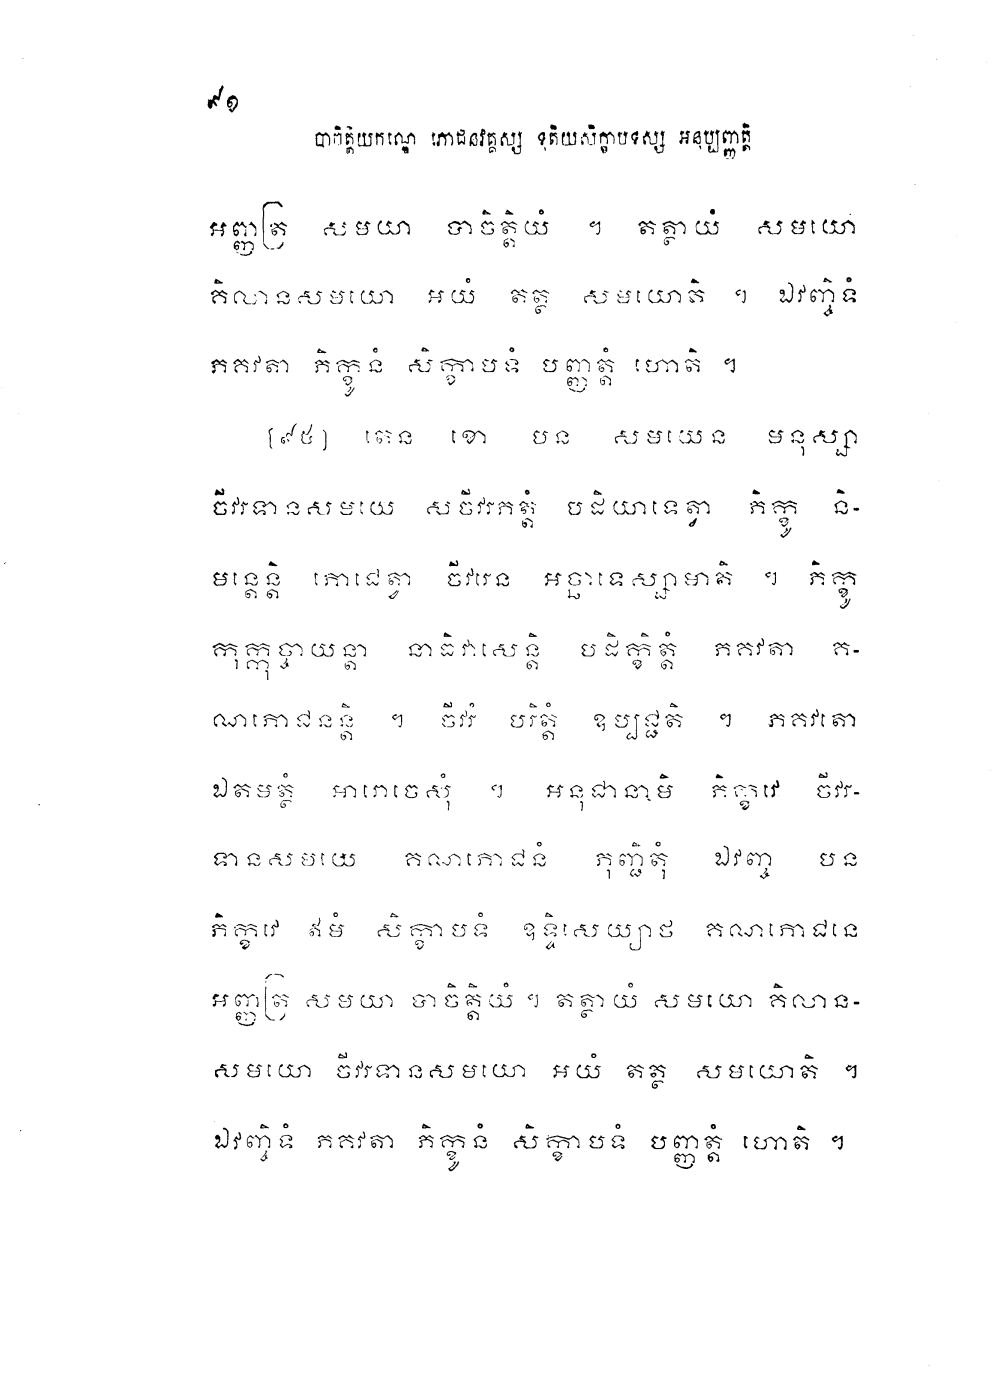 ៩១
បាចិត្តិយកណ្ឌេ ភោជនវគ្គស្ស ទុតិយសិក្ខាបទស្ស អនុប្បញ្ញត្តិ
អញ្ញត្រ សមយា បាចិត្តិយំ ។ តត្ថាយំ សមយោ
គិលានសមយោ អយំ តត្ថ សមយោតិ ។ ឯវញ្ចិទំ
ភគវតា ភិក្ខូនំ សិក្ខាបទំ បញ្ញត្តំ ហោតិ ។
[៩៥] តេន ខោ បន សមយេន មនុស្សា
ចីវរទានសមយេ សចីវរភត្តំ បដិយាទេត្វា ភិក្ខូ និ-
មន្តេន្តិ ភោជេត្វា ចីវរេន អច្ឆាទេស្សាមាតិ ។ ភិក្ខូ
កុក្កុច្ចាយន្តា នាធិវាសេន្តិ បដិក្ខិត្តំ ភគវតា គ-
ណភោជនន្តិ ។ ចីវរំ បរិត្តំ ឧប្បជ្ជតិ ។ ភគវតោ
ឯតមត្ថំ អារោចេសុំ ។ អនុជានាមិ ភិក្ខវេ ចីវរ-
ទានសមយេ គណភោជនំ ភុញ្ជិតុំ ឯវញ្ច បន
ភិក្ខវេ ឥមំ សិក្ខាបទំ ឧទ្ទិសេយ្យាថ គណភោជនេ
អញ្ញត្រ សមយា បាចិត្តិយំ ។ តត្ថាយំ សមយោ គិលាន-
សមយោ ចីវរទានសមយោ អយំ តត្ថ សមយោតិ ។
ឯវញ្ចិទំ ភគវតា ភិក្ខូនំ សិក្ខាបទំ បញ្ញត្តំ ហោតិ ។